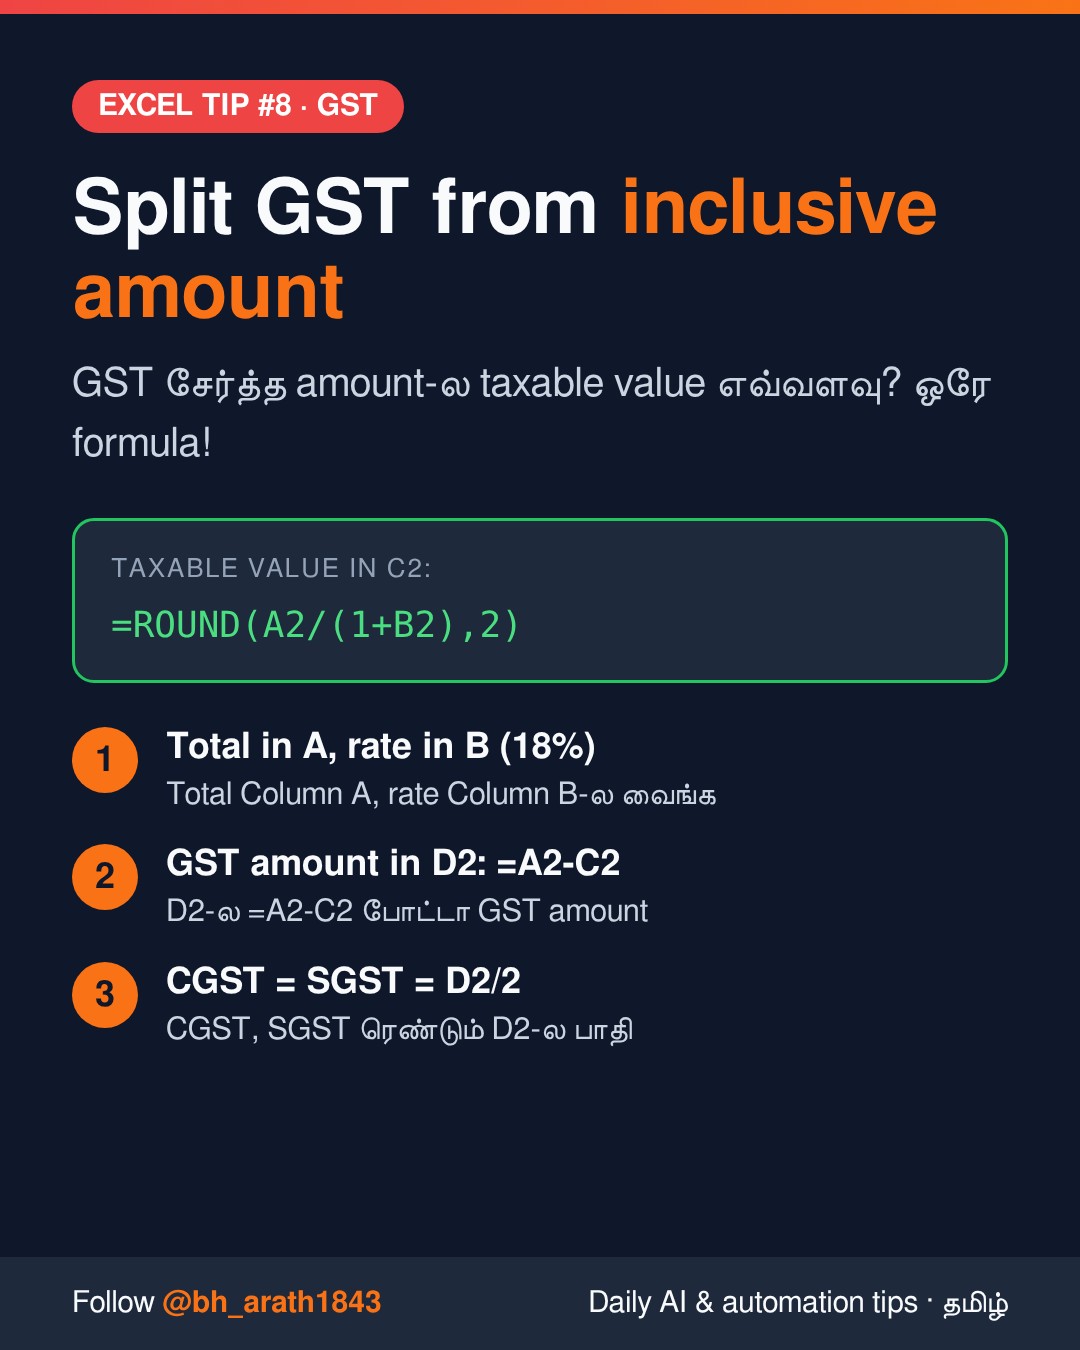 EXCEL TIP #8 · GST
Split GST from inclusive
amount
GST சேர்த்த amount-ல taxable value எவ்வளவு? ஒரே
formula!
TAXABLE VALUE IN C2:
=ROUND(A2/(1+B2),2)
1
Total in A, rate in B (18%)
Total Column A, rate Column B-ல வைங்க
2
GST amount in D2: =A2-C2
D2-ல =A2-C2 போட்டா GST amount
3
CGST = SGST = D2/2
CGST, SGST ரெண்டும் D2-ல பாதி
Follow @bh_arath1843
Daily AI & automation tips · தமிழ்